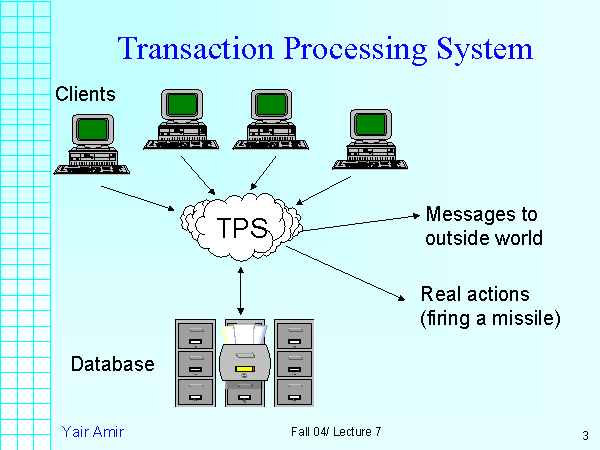 Transaction Processing System
Clients
TPS
Messages to
outside world
Real actions
(firing a missile)
Database
Yair Amir
Fall 04/ Lecture 7
3